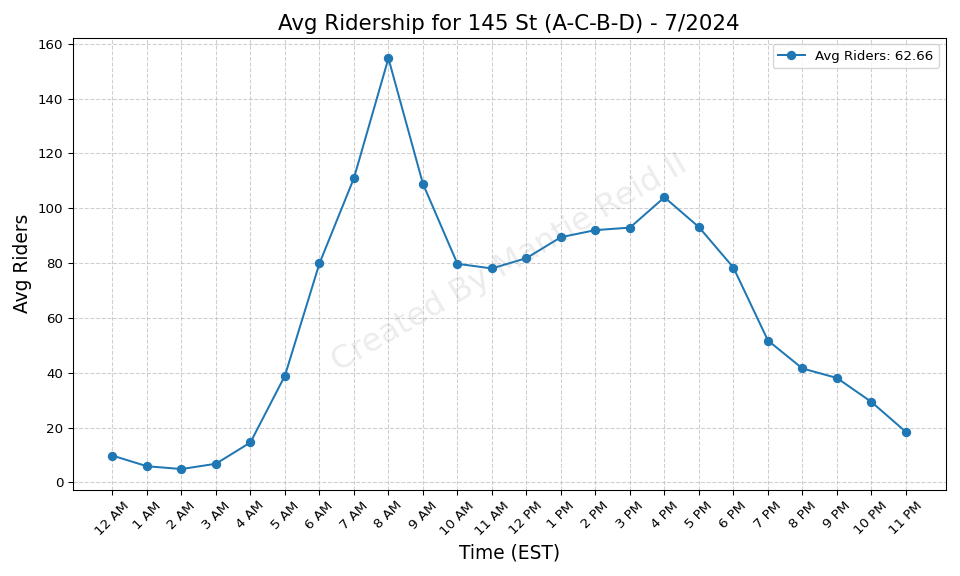 Avg Ridership for 145 St (A-C-B-D) - 7/2024
Avg Riders: 62.66
160
140
120
100
80
60
40
20
0
Avg Riders
Created By Mantie Reid II
12 AM
1 AM
2 AM
3 AM
4 AM
5 AM
6 AM
7 AM
8 AM
9 AM
10 AM
11 AM
12 PM
1 PM
2 PM
3 PM
4 PM
5 PM
6 PM
7 PM
8 PM
9 PM
10 PM
11 PM
Time (EST)